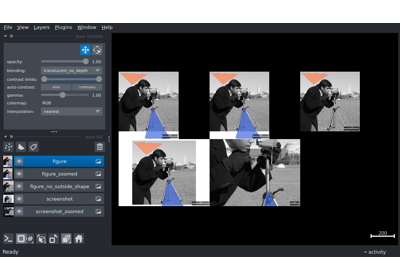 File View Layers Plugins Window Help
opacity: 1.00
blending: translucent_no_depth
contrast limits:
auto-contrast: once continuous
gamma: 1.00
colormap: RGB
interpolation: nearest
figure
figure_zoomed
figure_no_outside_shape
screenshot
screenshot_zoomed
200
Ready
activity